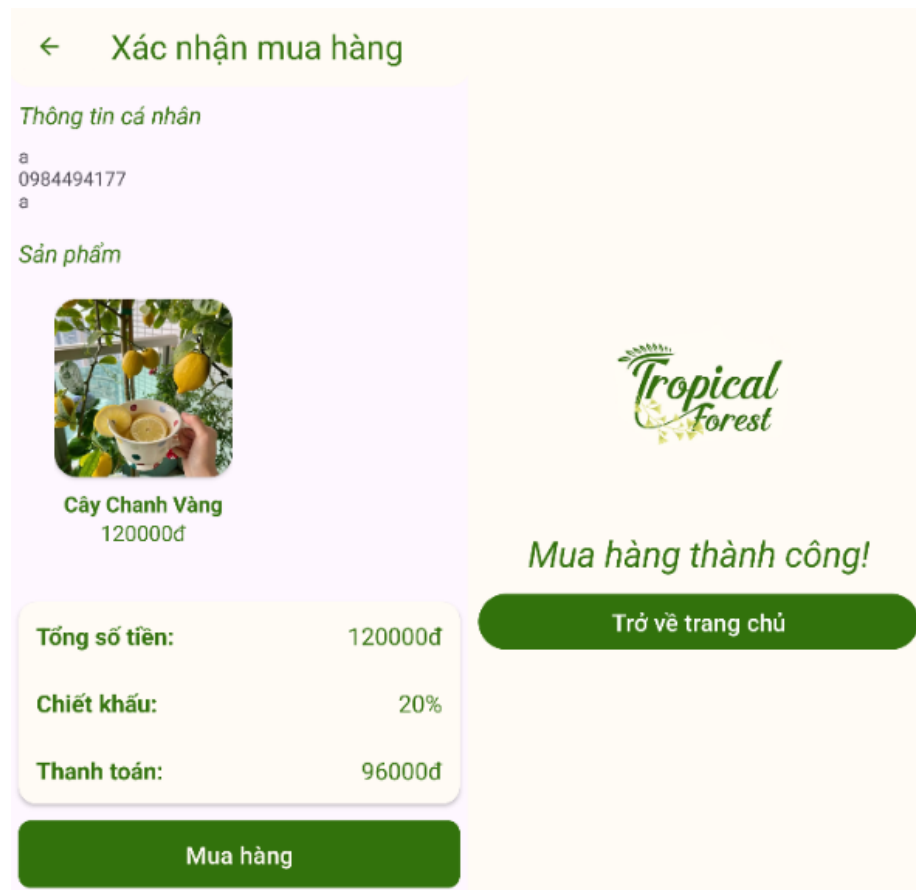 ← Xác nhận mua hàng
Thông tin cá nhân
a
0984494177
a
Sản phẩm
Cây Chanh Vàng
120000đ
Tổng số tiền: 120000đ
Chiết khấu: 20%
Thanh toán: 96000đ
Mua hàng
Tropical
Forest
Mua hàng thành công!
Trở về trang chủ